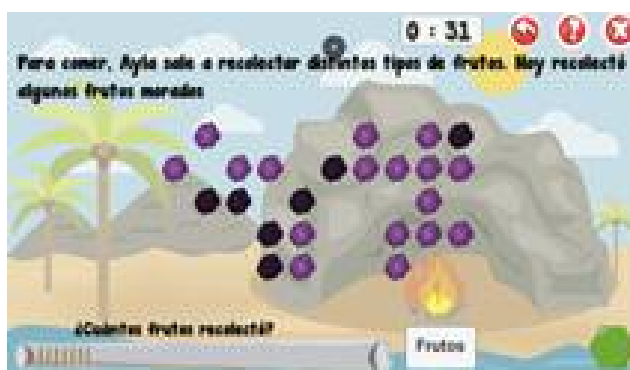 0 : 31
Para comer, Ayla sale a recolectar distintos tipos de frutos. Hoy recolectó
algunos frutos morados
¿Cuántos frutos recolectó?
Frutos